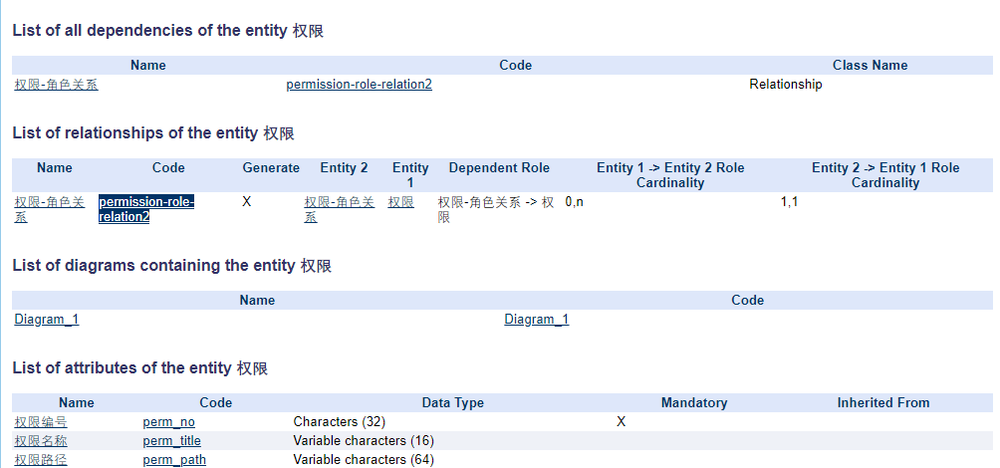 List of all dependencies of the entity 权限
Name Code Class Name
权限-角色关系 permission-role-relation2 Relationship
List of relationships of the entity 权限
Name Code Generate Entity 2 Entity 1 Dependent Role Entity 1 -> Entity 2 Role Cardinality Entity 2 -> Entity 1 Role Cardinality
权限-角色关系 permission-role-relation2 X 权限-角色关系 权限 权限-角色关系 -> 权限 0,n 1,1
List of diagrams containing the entity 权限
Name Code
Diagram_1 Diagram_1
List of attributes of the entity 权限
Name Code Data Type Mandatory Inherited From
权限编号 perm_no Characters (32) X
权限名称 perm_title Variable characters (16)
权限路径 perm_path Variable characters (64)